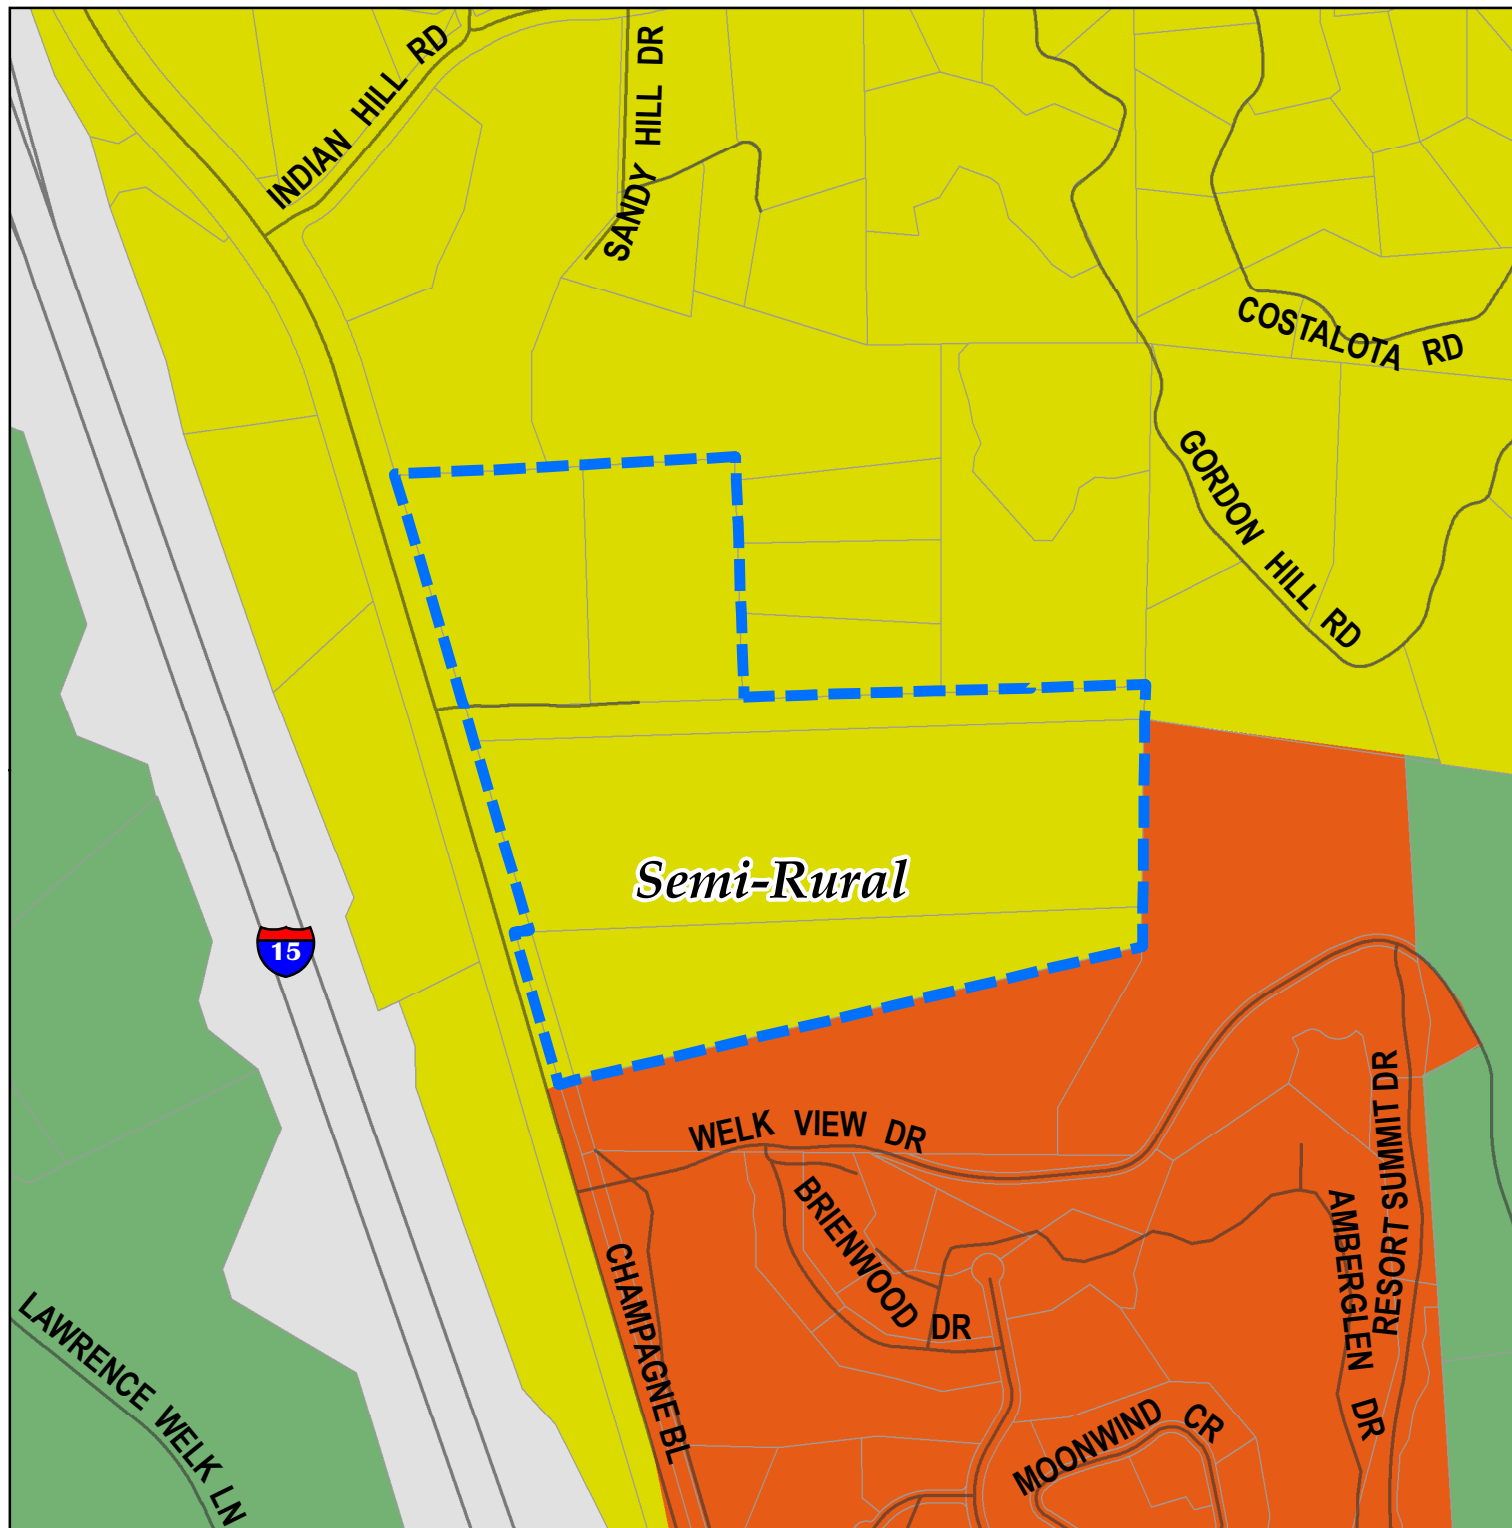 INDIAN HILL RD
SANDY HILL DR
COSTALOTA RD
GORDON HILL RD
Semi-Rural
15
WELK VIEW DR
BRIENWOOD DR
RESORT SUMMIT DR
AMBERGLEN DR
CHAMPAGNE BL
LAWRENCE WELK LN
MOONWIND CR